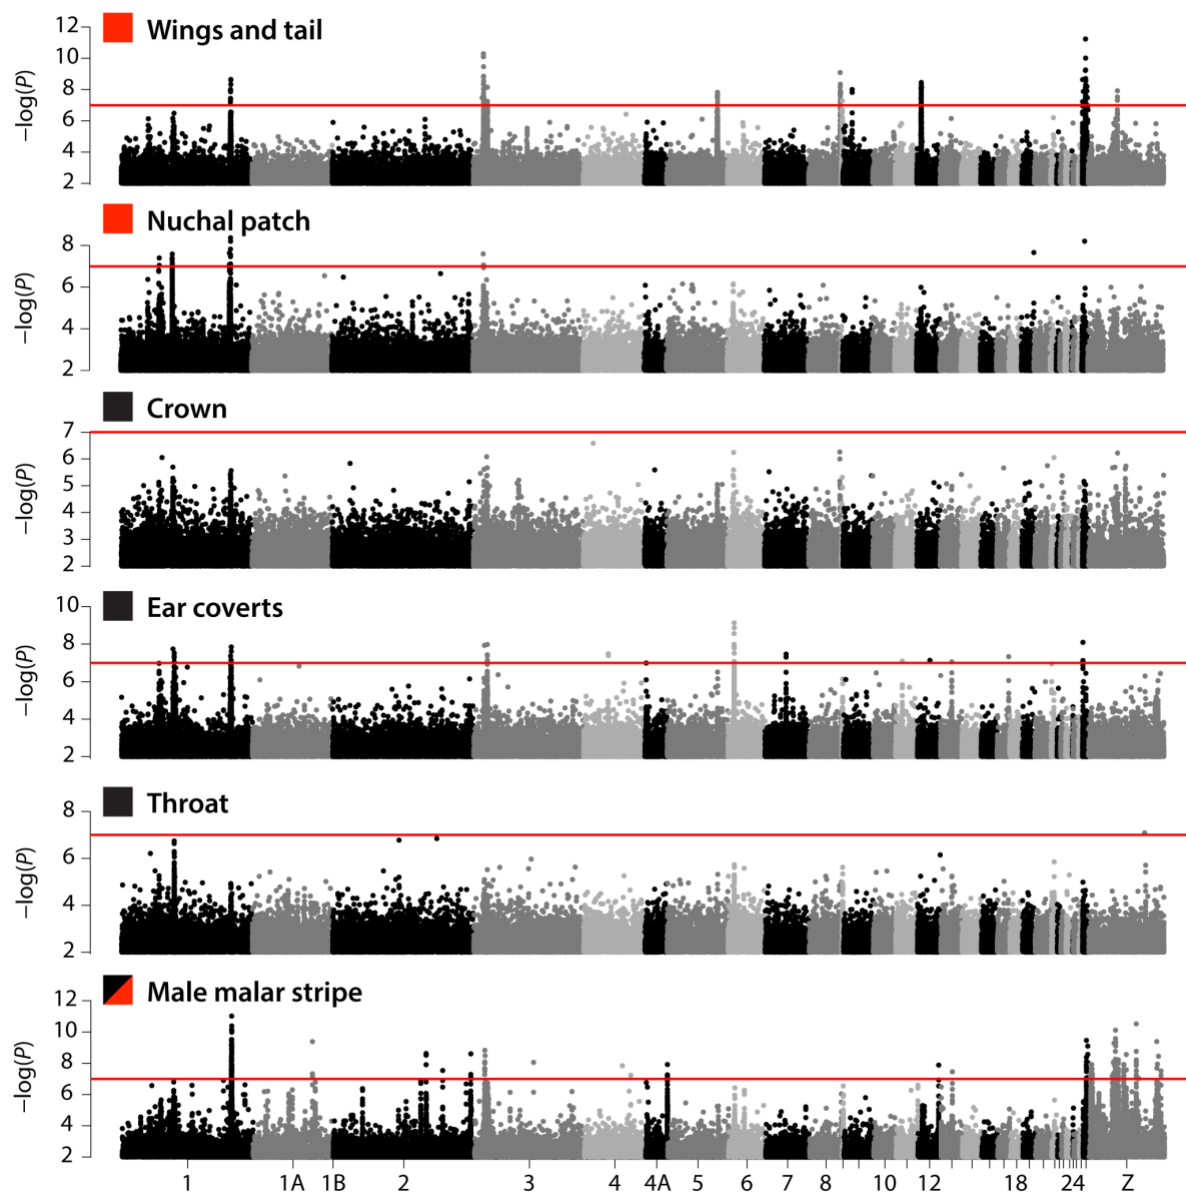 Wings and tail
12
10
8
6
4
2
−log(P)
Nuchal patch
8
6
4
2
−log(P)
Crown
7
6
5
4
3
2
−log(P)
Ear coverts
10
8
6
4
2
−log(P)
Throat
8
6
4
2
−log(P)
Male malar stripe
12
10
8
6
4
2
−log(P)
1 1A 1B 2 3 4 4A 5 6 7 8 10 12 18 24 Z